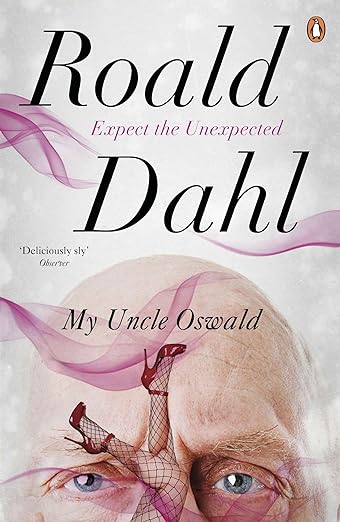 Roald
Expect the Unexpected
Dahl
‘Deliciously sly’
Observer
My Uncle Oswald